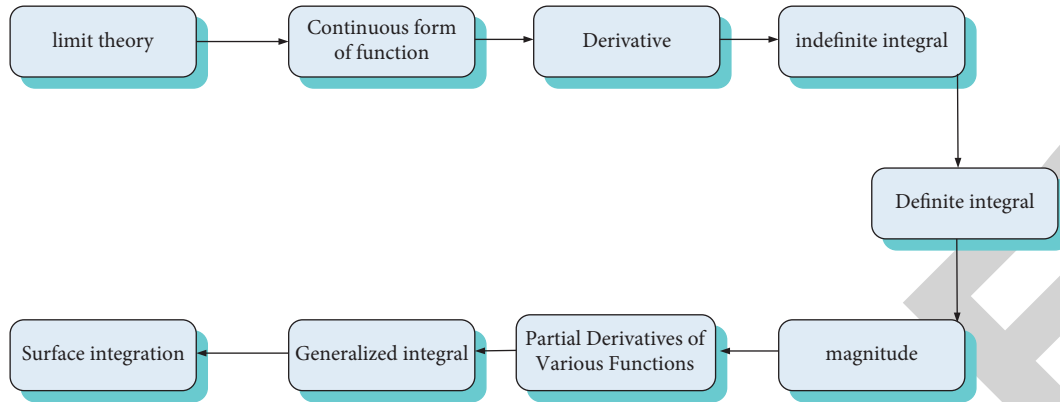 limit theory
Continuous form
of function
Derivative
indefinite integral
Definite integral
magnitude
Partial Derivatives of
Various Functions
Generalized integral
Surface integration